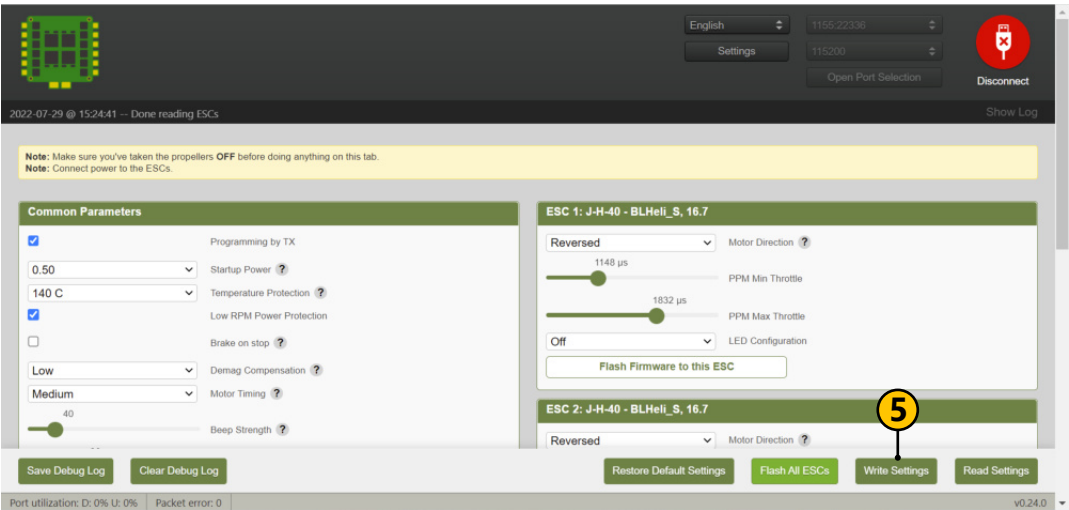 English
1155:22336
Settings
115200
Open Port Selection
Disconnect
2022-07-29 @ 15:24:41 -- Done reading ESCs
Show Log
Note: Make sure you've taken the propellers OFF before doing anything on this tab.
Note: Connect power to the ESCs.
Common Parameters
Programming by TX
0.50
Startup Power ?
140 C
Temperature Protection ?
Low RPM Power Protection
Brake on stop ?
Low
Demag Compensation ?
Medium
Motor Timing ?
40
Beep Strength ?
ESC 1: J-H-40 - BLHeli_S, 16.7
Reversed
Motor Direction ?
1148 µs
PPM Min Throttle
1832 µs
PPM Max Throttle
Off
LED Configuration
Flash Firmware to this ESC
ESC 2: J-H-40 - BLHeli_S, 16.7
5
Reversed
Motor Direction ?
Save Debug Log
Clear Debug Log
Restore Default Settings
Flash All ESCs
Write Settings
Read Settings
Port utilization: D: 0% U: 0%
Packet error: 0
v0.24.0